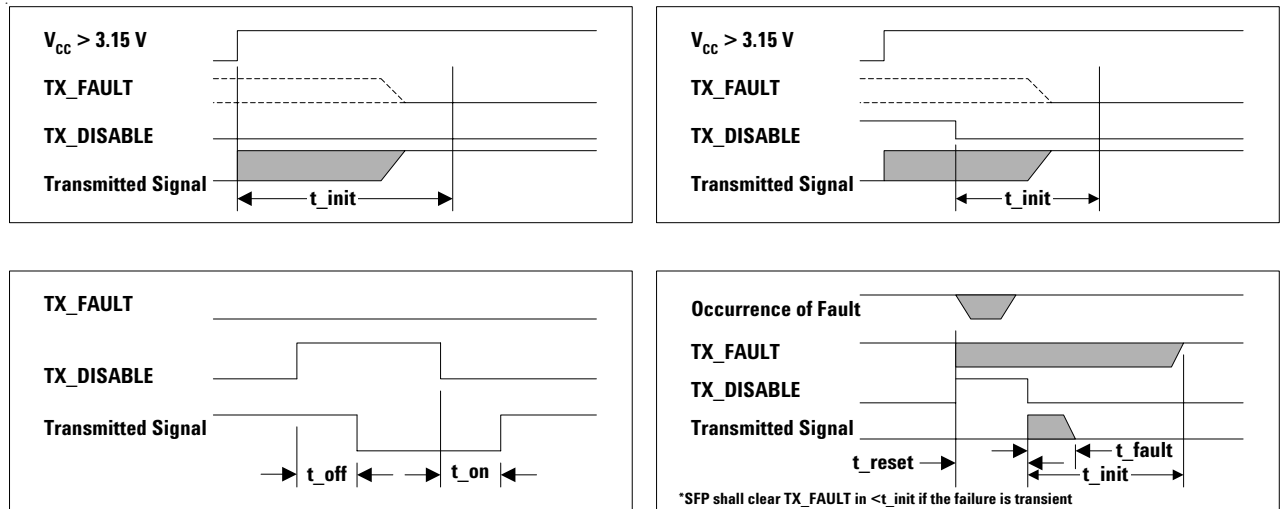 V_CC > 3.15 V
TX_FAULT
TX_DISABLE
Transmitted Signal
t_init
V_CC > 3.15 V
TX_FAULT
TX_DISABLE
Transmitted Signal
t_init
TX_FAULT
TX_DISABLE
Transmitted Signal
t_off
t_on
Occurrence of Fault
TX_FAULT
TX_DISABLE
Transmitted Signal
t_reset
t_fault
t_init
*SFP shall clear TX_FAULT in <t_init if the failure is transient